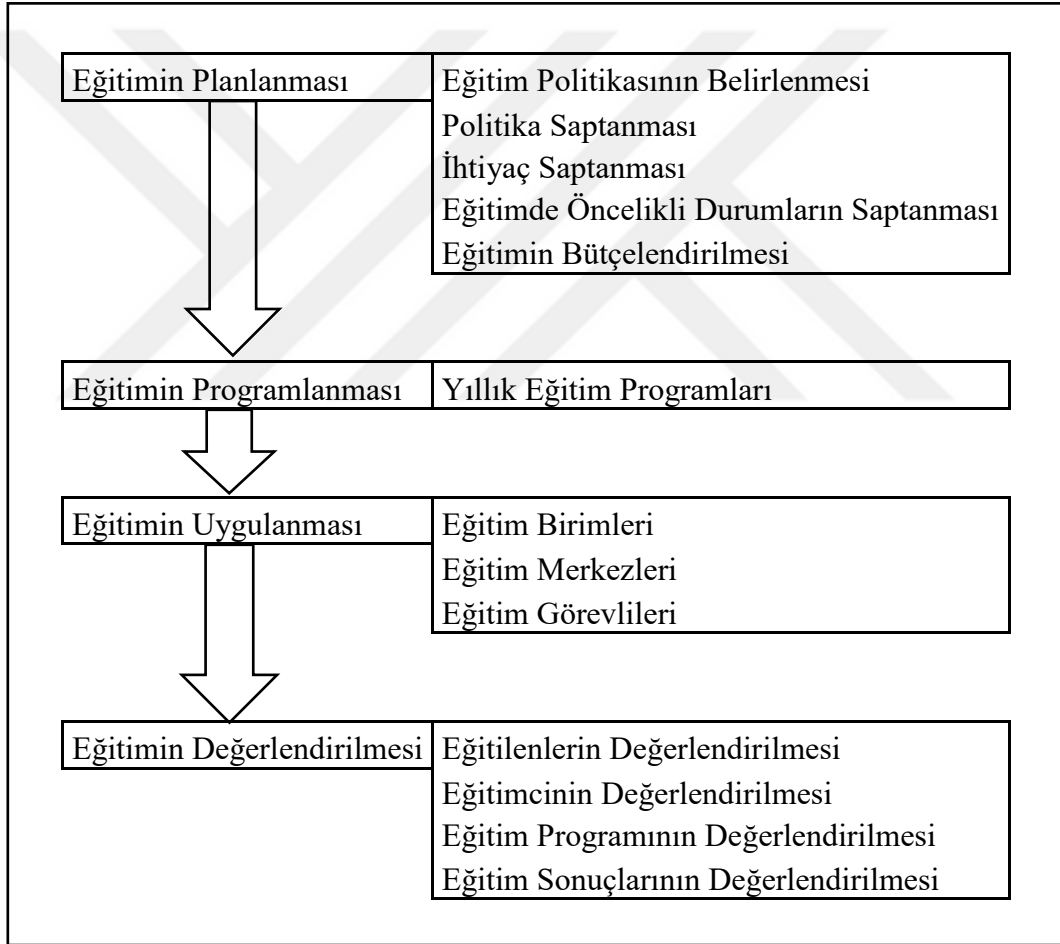 Eğitimin Planlanması
Eğitim Politikasının Belirlenmesi
Politika Saptanması
İhtiyaç Saptanması
Eğitimde Öncelikli Durumların Saptanması
Eğitimin Bütçelendirilmesi
Eğitimin Programlanması
Yıllık Eğitim Programları
Eğitimin Uygulanması
Eğitim Birimleri
Eğitim Merkezleri
Eğitim Görevlileri
Eğitimin Değerlendirilmesi
Eğitilenlerin Değerlendirilmesi
Eğitimcinin Değerlendirilmesi
Eğitim Programının Değerlendirilmesi
Eğitim Sonuçlarının Değerlendirilmesi